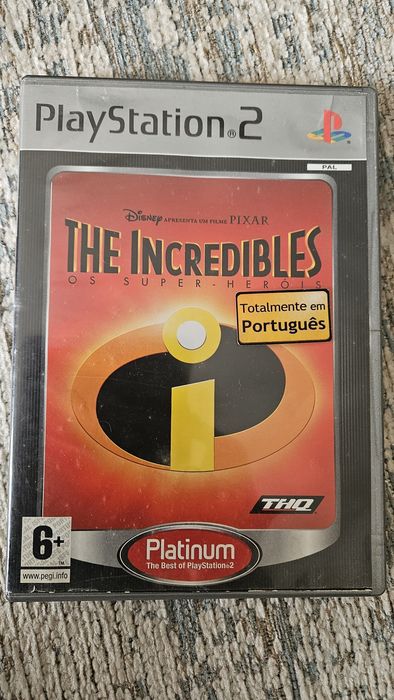 PlayStation®2
PAL
Disney APRESENTA UM FILME PIXAR
THE INCREDIBLES
OS SUPER-HERÓIS
Totalmente em
Português
THQ
6+
www.pegi.info
Platinum
The Best of PlayStation®2